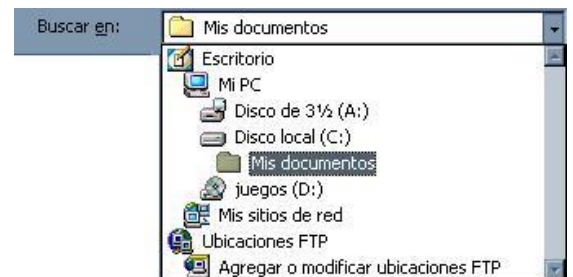 Buscar en: Mis documentos
Escritorio
Mi PC
Disco de 3½ (A:)
Disco local (C:)
Mis documentos
juegos (D:)
Mis sitios de red
Ubicaciones FTP
Agregar o modificar ubicaciones FTP